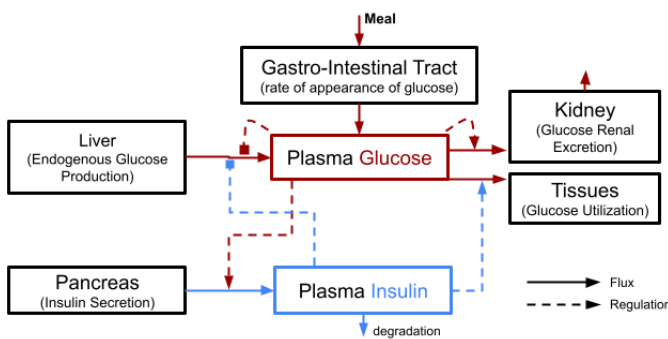 Meal
Gastro-Intestinal Tract
(rate of appearance of glucose)
Liver
(Endogenous Glucose
Production)
Plasma Glucose
Kidney
(Glucose Renal
Excretion)
Tissues
(Glucose Utilization)
Pancreas
(Insulin Secretion)
Plasma Insulin
degradation
Flux
Regulation